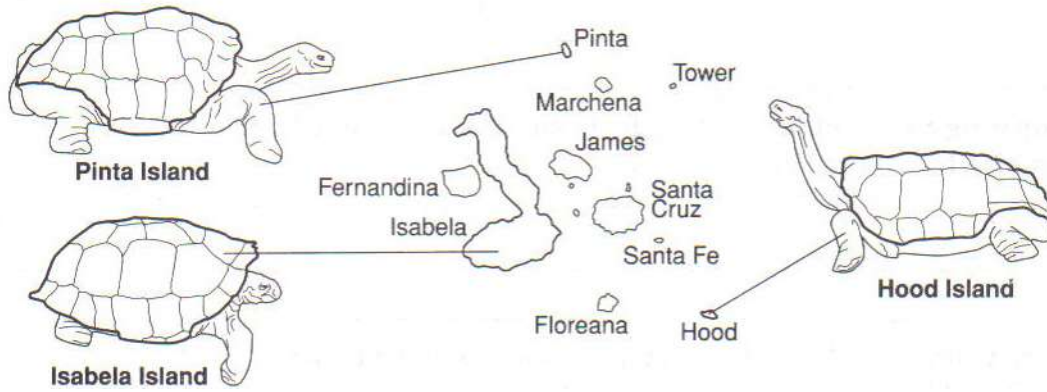 Pinta
Tower
Marchena
Pinta Island
James
Fernandina
Santa
Cruz
Isabela
Santa Fe
Hood Island
Floreana
Hood
Isabela Island